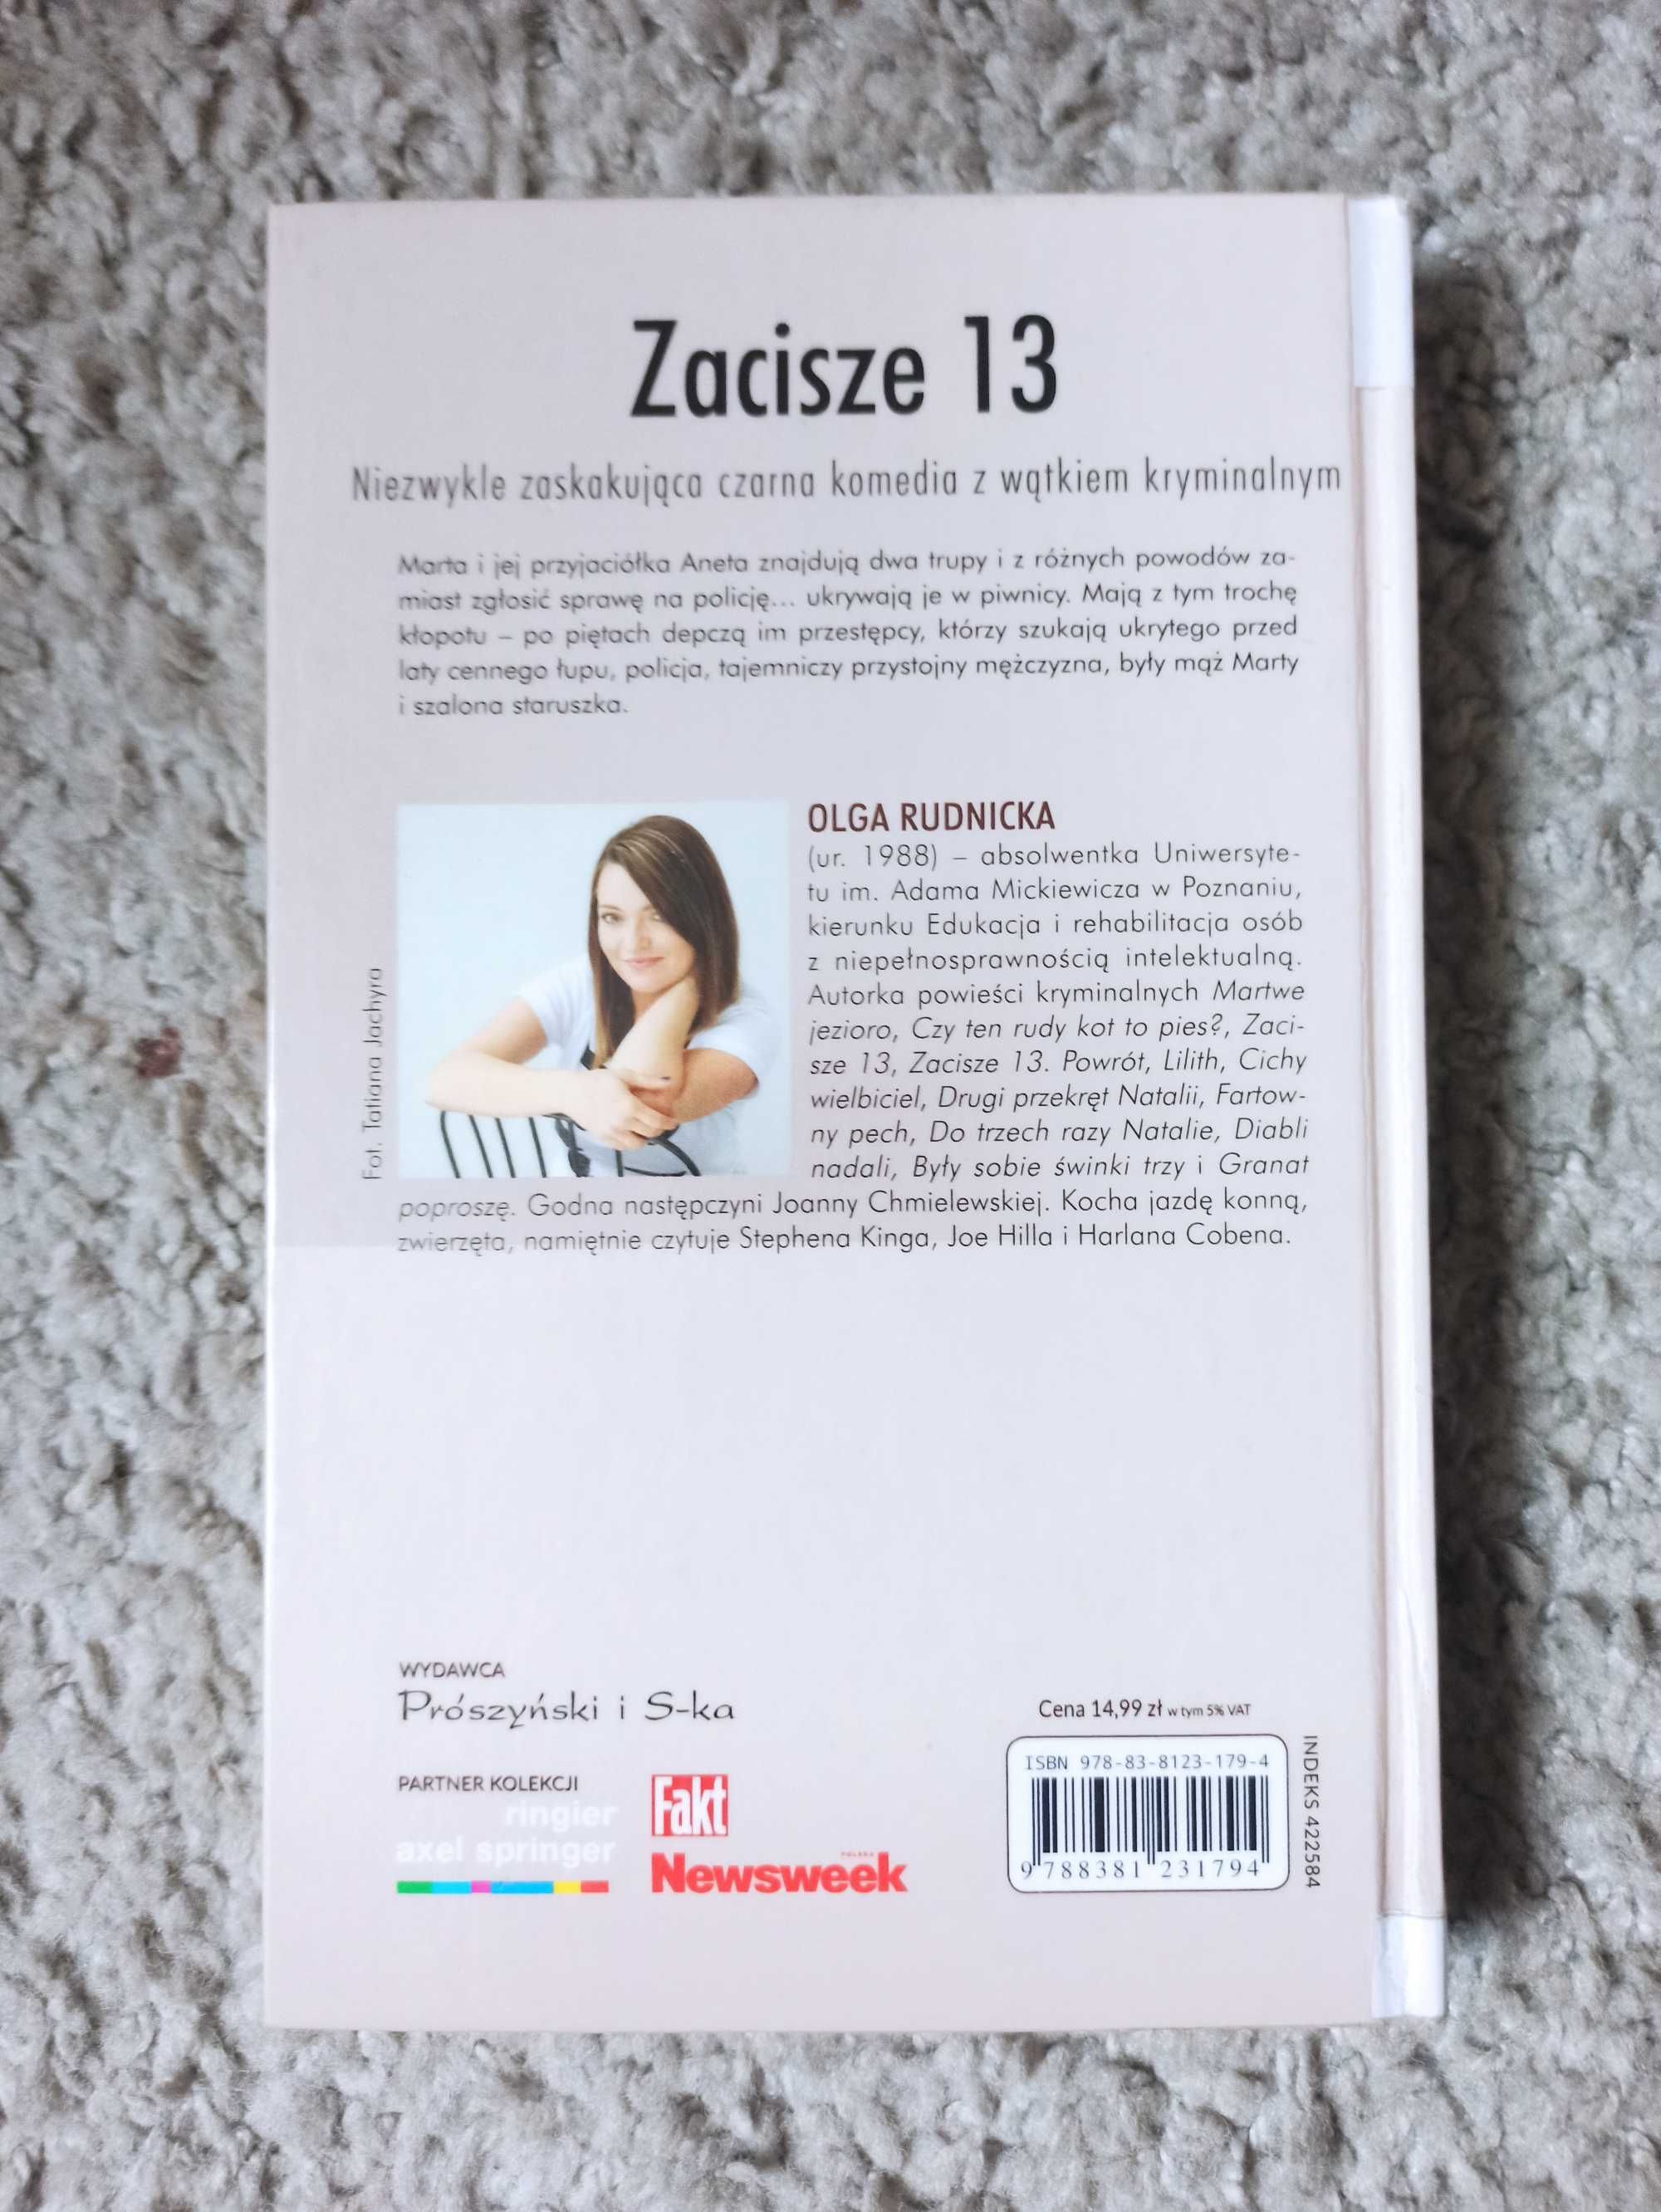 Zacisze 13
Niezwykle zaskakująca czarna komedia z wątkiem kryminalnym
Marta i jej przyjaciółka Aneta znajdują dwa trupy i z różnych powodów za-
miast zgłosić sprawę na policję... ukrywają je w piwnicy. Mają z tym trochę
kłopotu – po piętach depczą im przestępcy, którzy szukają ukrytego przed
laty cennego łupu, policja, tajemniczy przystojny mężczyzna, były mąż Marty
i szalona staruszka.
Fot. Tatiana Jachyra
OLGA RUDNICKA
(ur. 1988) – absolwentka Uniwersyte-
tu im. Adama Mickiewicza w Poznaniu,
kierunku Edukacja i rehabilitacja osób
z niepełnosprawnością intelektualną.
Autorka powieści kryminalnych Martwe
jezioro, Czy ten rudy kot to pies?, Zaci-
sze 13, Zacisze 13. Powrót, Lilith, Cichy
wielbiciel, Drugi przekręt Natalii, Fartow-
ny pech, Do trzech razy Natalie, Diabli
nadali, Były sobie świnki trzy i Granat
poproszę. Godna następczyni Joanny Chmielewskiej. Kocha jazdę konną,
zwierzęta, namiętnie czytuje Stephena Kinga, Joe Hilla i Harlana Cobena.
WYDAWCA
Prószyński i S-ka
PARTNER KOLEKCJI
ringier
axel springer
Fakt
POLSKA
Newsweek
Cena 14,99 zł w tym 5% VAT
ISBN 978-83-8123-179-4
9 788381 231794
INDEKS 422584